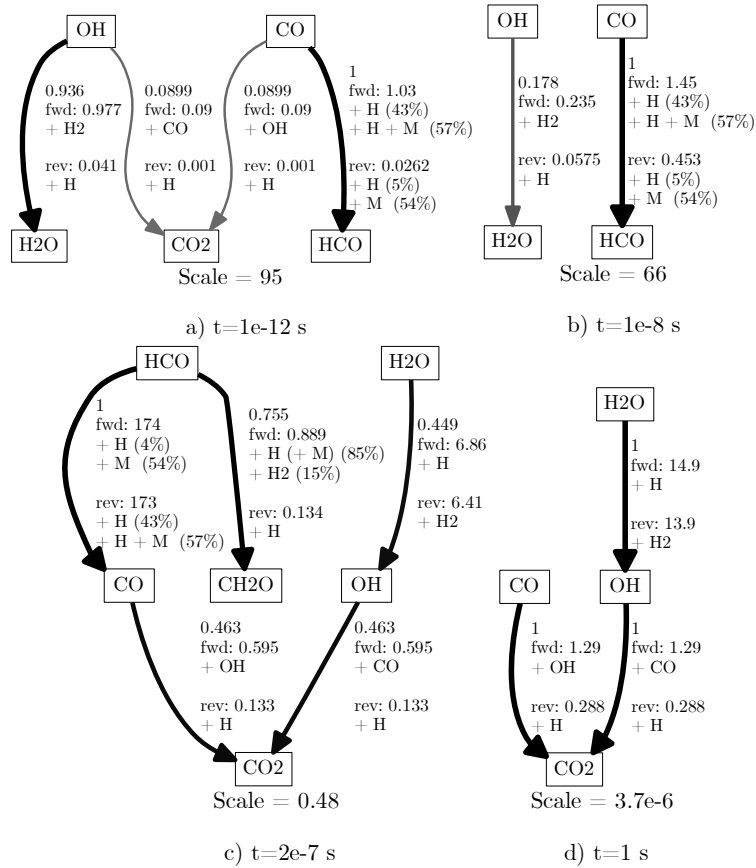 OH
CO
0.936
fwd: 0.977
+ H2
rev: 0.041
+ H
0.0899
fwd: 0.09
+ CO
rev: 0.001
+ H
0.0899
fwd: 0.09
+ OH
rev: 0.001
+ H
1
fwd: 1.03
+ H (43%)
+ H + M (57%)
rev: 0.0262
+ H (5%)
+ M (54%)
H2O
CO2
HCO
Scale = 95
a) t=1e-12 s
OH
CO
0.178
fwd: 0.235
+ H2
rev: 0.0575
+ H
1
fwd: 1.45
+ H (43%)
+ H + M (57%)
rev: 0.453
+ H (5%)
+ M (54%)
H2O
HCO
Scale = 66
b) t=1e-8 s
HCO
H2O
1
fwd: 174
+ H (4%)
+ M (54%)
rev: 173
+ H (43%)
+ H + M (57%)
0.755
fwd: 0.889
+ H (+ M) (85%)
+ H2 (15%)
rev: 0.134
+ H
0.449
fwd: 6.86
+ H
rev: 6.41
+ H2
CO
CH2O
OH
0.463
fwd: 0.595
+ OH
rev: 0.133
+ H
0.463
fwd: 0.595
+ CO
rev: 0.133
+ H
CO2
Scale = 0.48
c) t=2e-7 s
H2O
1
fwd: 14.9
+ H
rev: 13.9
+ H2
CO
OH
1
fwd: 1.29
+ OH
rev: 0.288
+ H
1
fwd: 1.29
+ CO
rev: 0.288
+ H
CO2
Scale = 3.7e-6
d) t=1 s